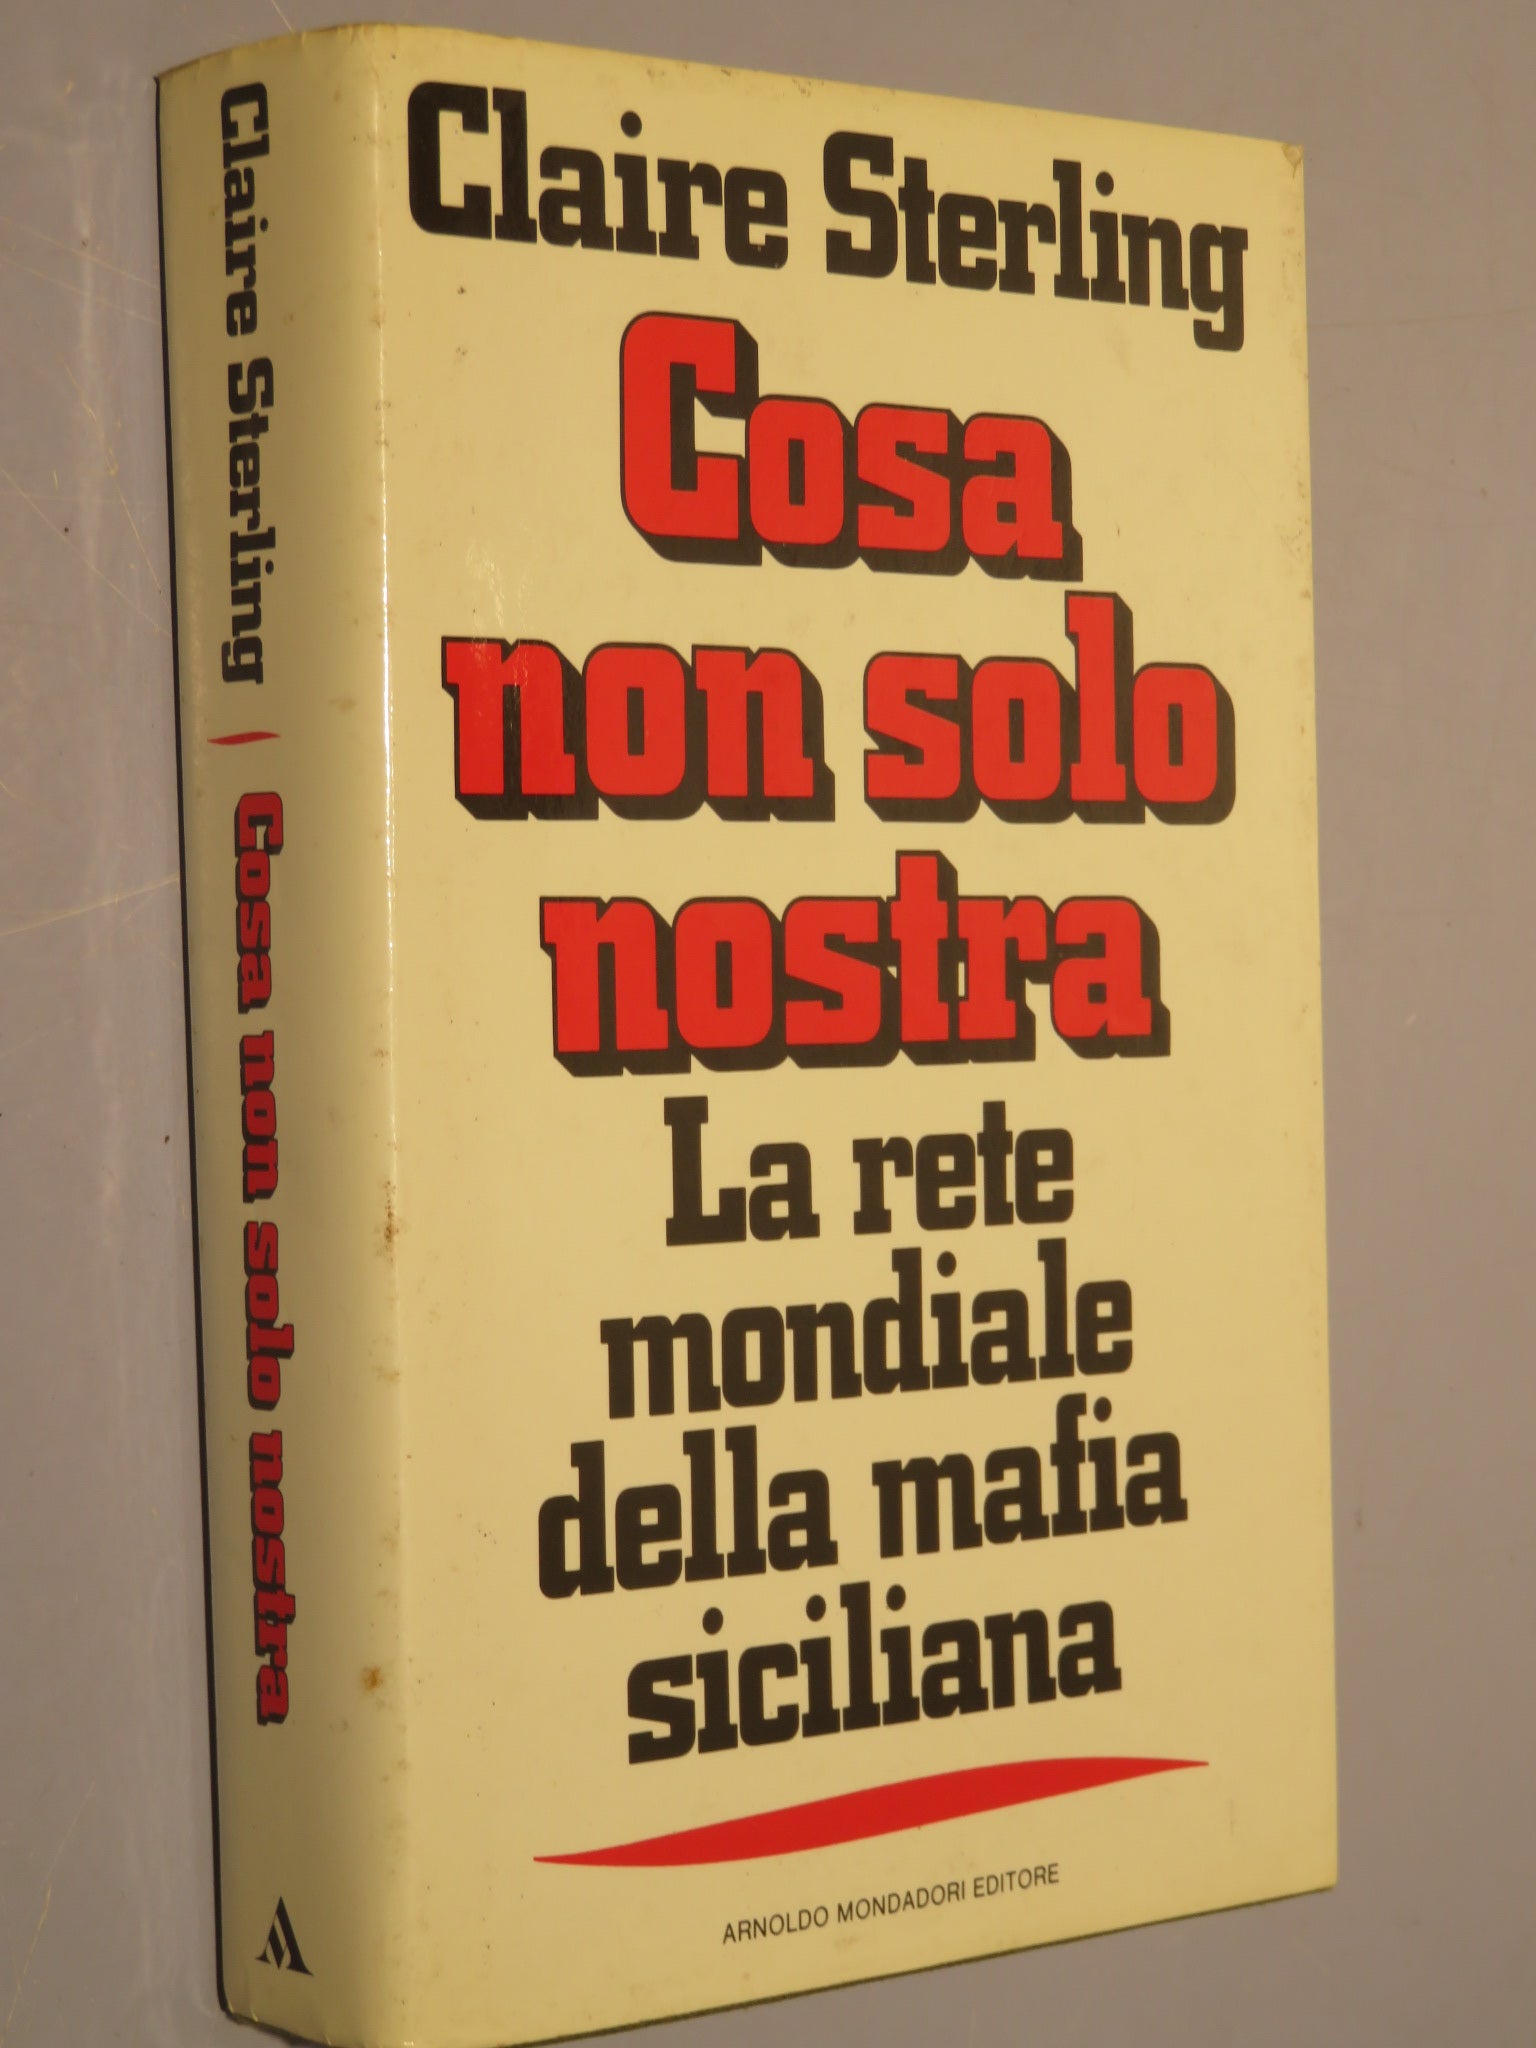 Claire Sterling
Cosa
non solo
nostra
La rete
mondiale
della mafia
siciliana
ARNOLDO MONDADORI EDITORE
Claire Sterling Cosa non solo nostra